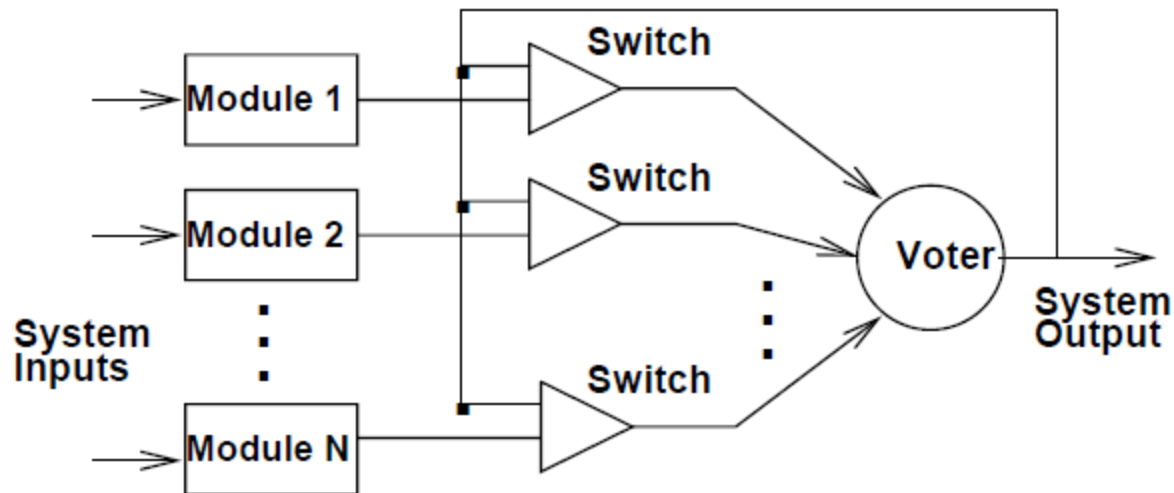 Switch
Module 1
Switch
Module 2
Voter
System
Inputs
System
Output
Switch
Module N